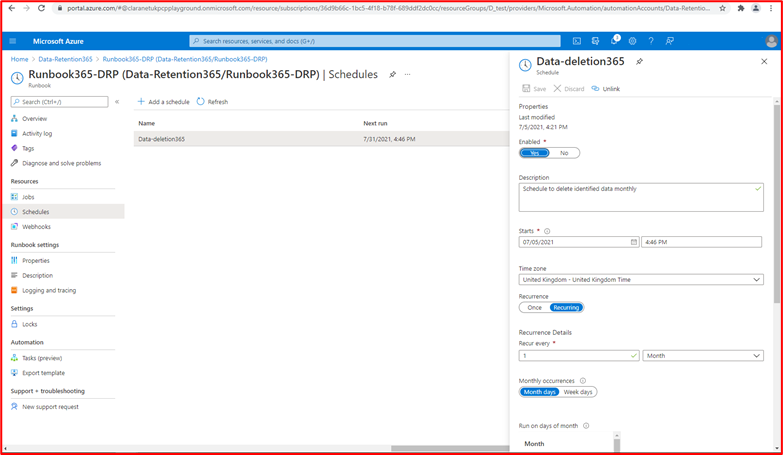 portal.azure.com/#@claranetukpcpplayground.onmicrosoft.com/resource/subscriptions/36d9b66c-1bc5-4f18-b78f-689ddf2dc0cc/resourceGroups/D_test/providers/Microsoft.Automation/automationAccounts/Data-Retention...
Microsoft Azure
Search resources, services, and docs (G+/)
1
Home > Data-Retention365 > Runbook365-DRP (Data-Retention365/Runbook365-DRP)
Runbook365-DRP (Data-Retention365/Runbook365-DRP) | Schedules
Runbook
Search (Ctrl+/)
Overview
Activity log
Tags
Diagnose and solve problems
Resources
Jobs
Schedules
Webhooks
Runbook settings
Properties
Description
Logging and tracing
Settings
Locks
Automation
Tasks (preview)
Export template
Support + troubleshooting
New support request
Add a schedule
Refresh
Name
Next run
Data-deletion365
7/31/2021, 4:46 PM
Data-deletion365
Schedule
Save
Discard
Unlink
Properties
Last modified
7/5/2021, 4:21 PM
Enabled *
Yes
No
Description
Schedule to delete identified data monthly
Starts *
07/05/2021
4:46 PM
Time zone
United Kingdom - United Kingdom Time
Recurrence
Once
Recurring
Recurrence Details
Recur every *
1
Month
Monthly occurrences
Month days
Week days
Run on days of month
Month